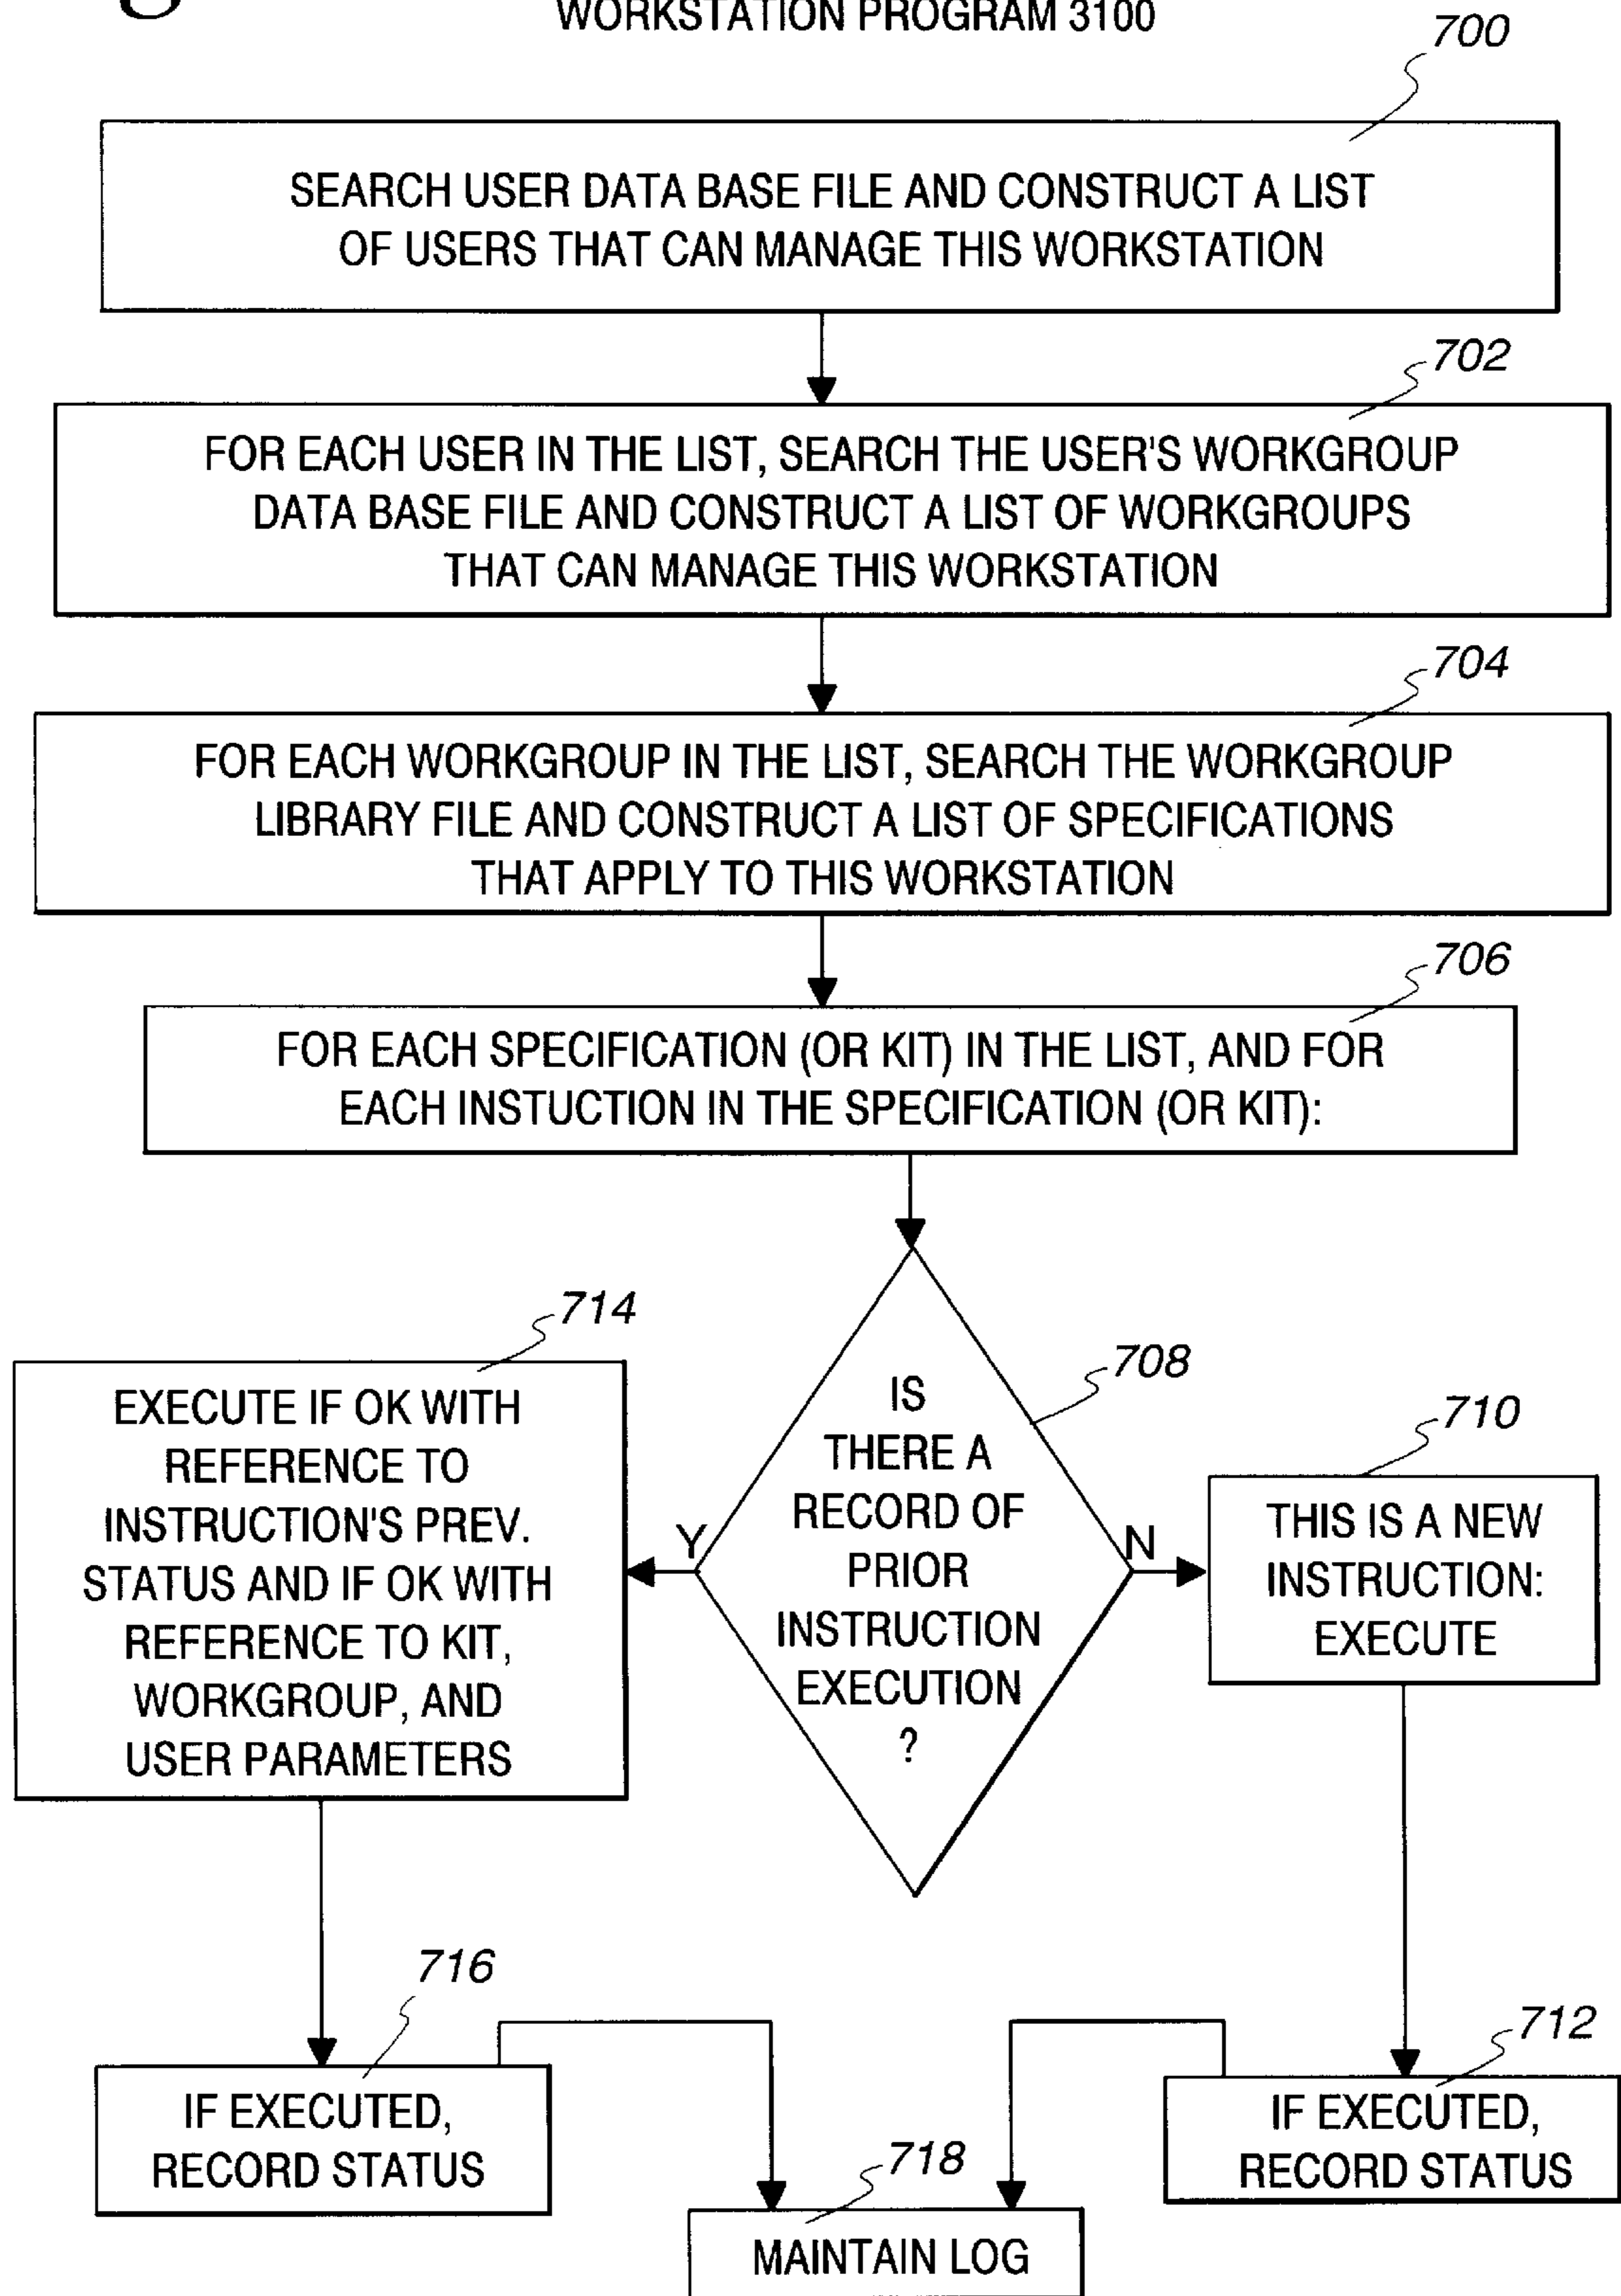 WORKSTATION PROGRAM 3100
700
SEARCH USER DATA BASE FILE AND CONSTRUCT A LIST
OF USERS THAT CAN MANAGE THIS WORKSTATION
702
FOR EACH USER IN THE LIST, SEARCH THE USER'S WORKGROUP
DATA BASE FILE AND CONSTRUCT A LIST OF WORKGROUPS
THAT CAN MANAGE THIS WORKSTATION
704
FOR EACH WORKGROUP IN THE LIST, SEARCH THE WORKGROUP
LIBRARY FILE AND CONSTRUCT A LIST OF SPECIFICATIONS
THAT APPLY TO THIS WORKSTATION
706
FOR EACH SPECIFICATION (OR KIT) IN THE LIST, AND FOR
EACH INSTUCTION IN THE SPECIFICATION (OR KIT):
714
EXECUTE IF OK WITH
REFERENCE TO
INSTRUCTION'S PREV.
STATUS AND IF OK WITH
REFERENCE TO KIT,
WORKGROUP, AND
USER PARAMETERS
Y
708
IS
THERE A
RECORD OF
PRIOR
INSTRUCTION
EXECUTION
?
N
710
THIS IS A NEW
INSTRUCTION:
EXECUTE
716
IF EXECUTED,
RECORD STATUS
712
IF EXECUTED,
RECORD STATUS
718
MAINTAIN LOG